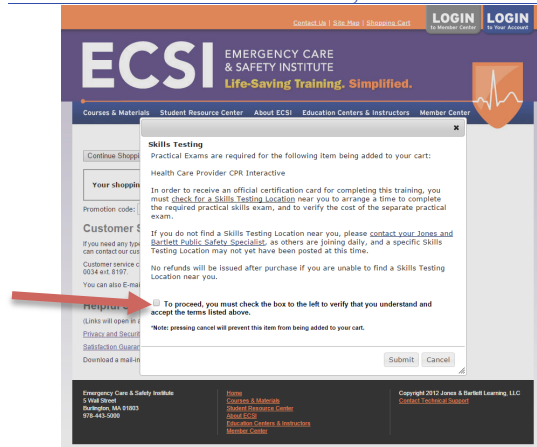 Contact Us | Site Map | Shopping Cart
LOGIN
to Member Center
LOGIN
to Your Account
ECSI
EMERGENCY CARE
& SAFETY INSTITUTE
Life-Saving Training. Simplified.
Courses & Materials Student Resource Center About ECSI Education Centers & Instructors Member Center
Continue Shoppi
Your shoppin
Promotion code:
Customer S
If you need any type
can contact our cus
Customer service c
0034 ext. 8197.
You can also E-mai
(Links will open in a
Privacy and Securit
Satisfaction Guaran
Download a mail-in
Skills Testing
Practical Exams are required for the following item being added to your cart:
Health Care Provider CPR Interactive
In order to receive an official certification card for completing this training, you
must check for a Skills Testing Location near you to arrange a time to complete
the required practical skills exam, and to verify the cost of the separate practical
exam.
If you do not find a Skills Testing Location near you, please contact your Jones and
Bartlett Public Safety Specialist, as others are joining daily, and a specific Skills
Testing Location may not yet have been posted at this time.
No refunds will be issued after purchase if you are unable to find a Skills Testing
Location near you.
To proceed, you must check the box to the left to verify that you understand and
accept the terms listed above.
*Note: pressing cancel will prevent this item from being added to your cart.
Submit Cancel
Emergency Care & Safety Institute
5 Wall Street
Burlington, MA 01803
978-443-5000
Home
Courses & Materials
Student Resource Center
About ECSI
Education Centers & Instructors
Member Center
Copyright 2012 Jones & Bartlett Learning, LLC
Contact Technical Support